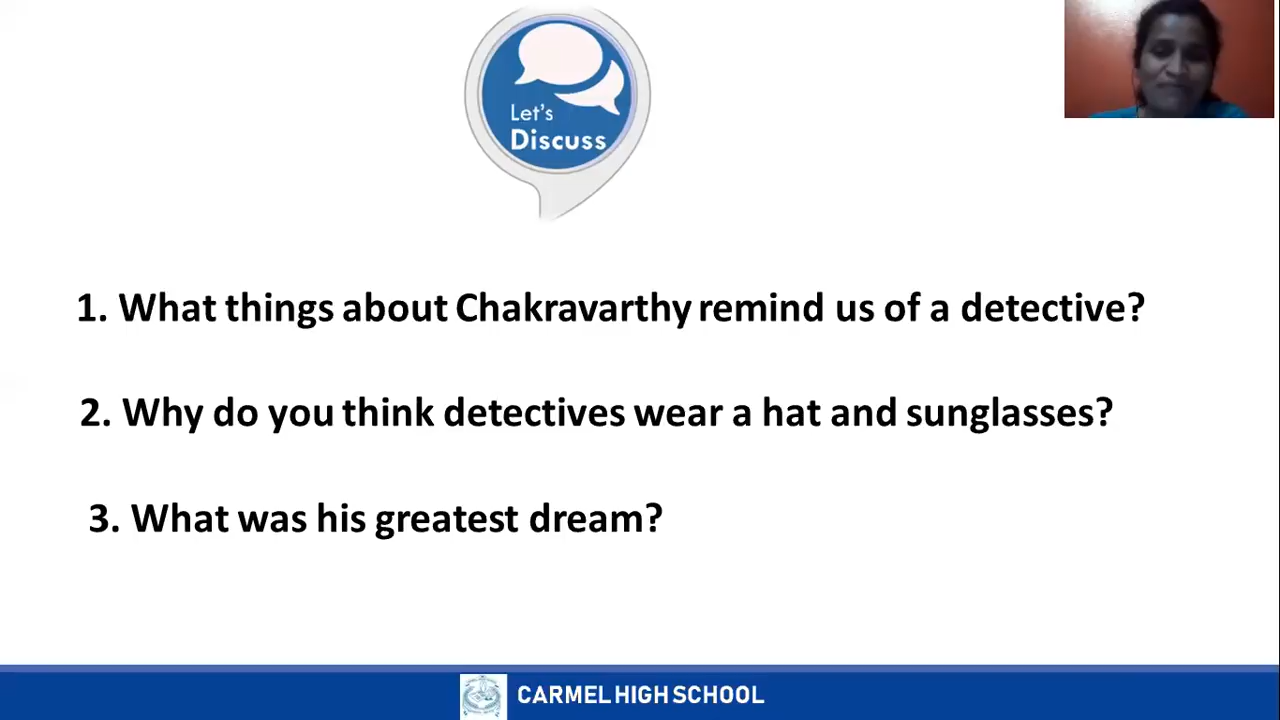 Let's
Discuss
1. What things about Chakravarthy remind us of a detective?
2. Why do you think detectives wear a hat and sunglasses?
3. What was his greatest dream?
CARMEL HIGH SCHOOL